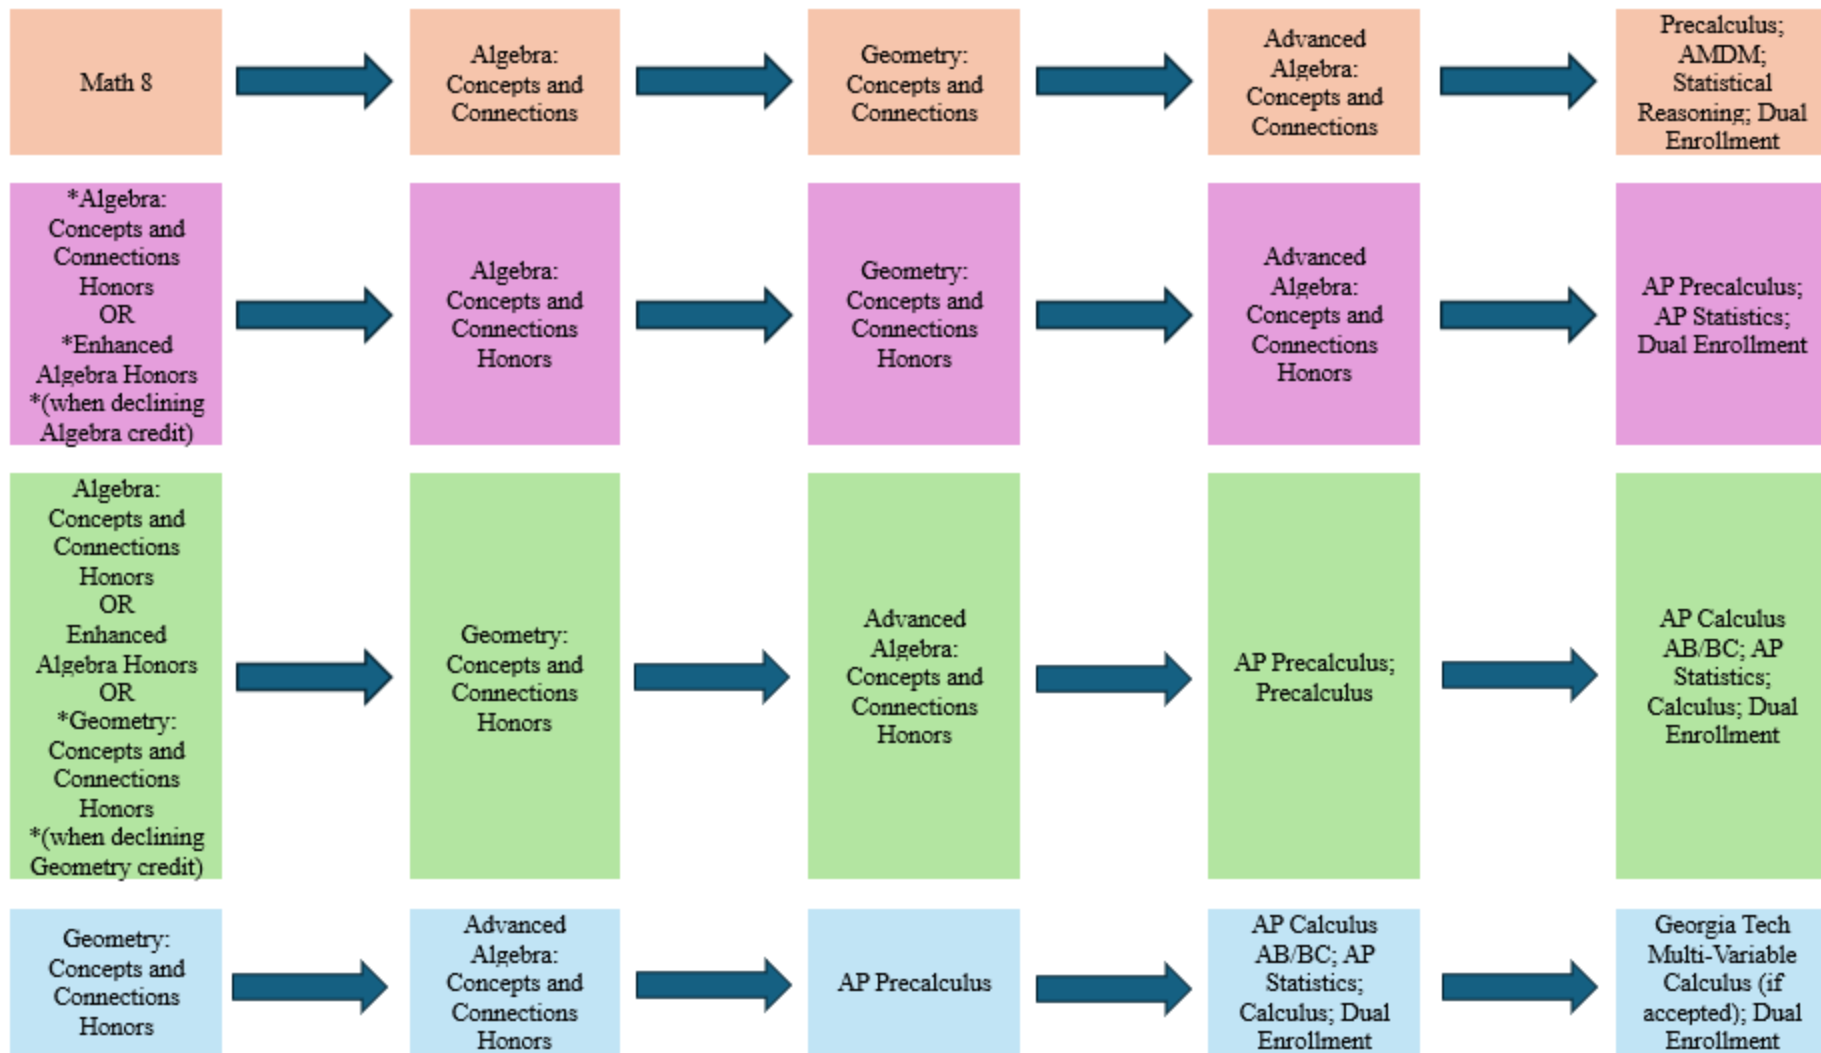 Math 8
Algebra:
Concepts and
Connections
Geometry:
Concepts and
Connections
Advanced
Algebra:
Concepts and
Connections
Precalculus;
AMDM;
Statistical
Reasoning; Dual
Enrollment
*Algebra:
Concepts and
Connections
Honors
OR
*Enhanced
Algebra Honors
*(when declining
Algebra credit)
Algebra:
Concepts and
Connections
Honors
Geometry:
Concepts and
Connections
Honors
Advanced
Algebra:
Concepts and
Connections
Honors
AP Precalculus;
AP Statistics;
Dual Enrollment
Algebra:
Concepts and
Connections
Honors
OR
Enhanced
Algebra Honors
OR
*Geometry:
Concepts and
Connections
Honors
*(when declining
Geometry credit)
Geometry:
Concepts and
Connections
Honors
Advanced
Algebra:
Concepts and
Connections
Honors
AP Precalculus;
Precalculus
AP Calculus
AB/BC; AP
Statistics;
Calculus; Dual
Enrollment
Geometry:
Concepts and
Connections
Honors
Advanced
Algebra:
Concepts and
Connections
Honors
AP Precalculus
AP Calculus
AB/BC; AP
Statistics;
Calculus; Dual
Enrollment
Georgia Tech
Multi-Variable
Calculus (if
accepted); Dual
Enrollment